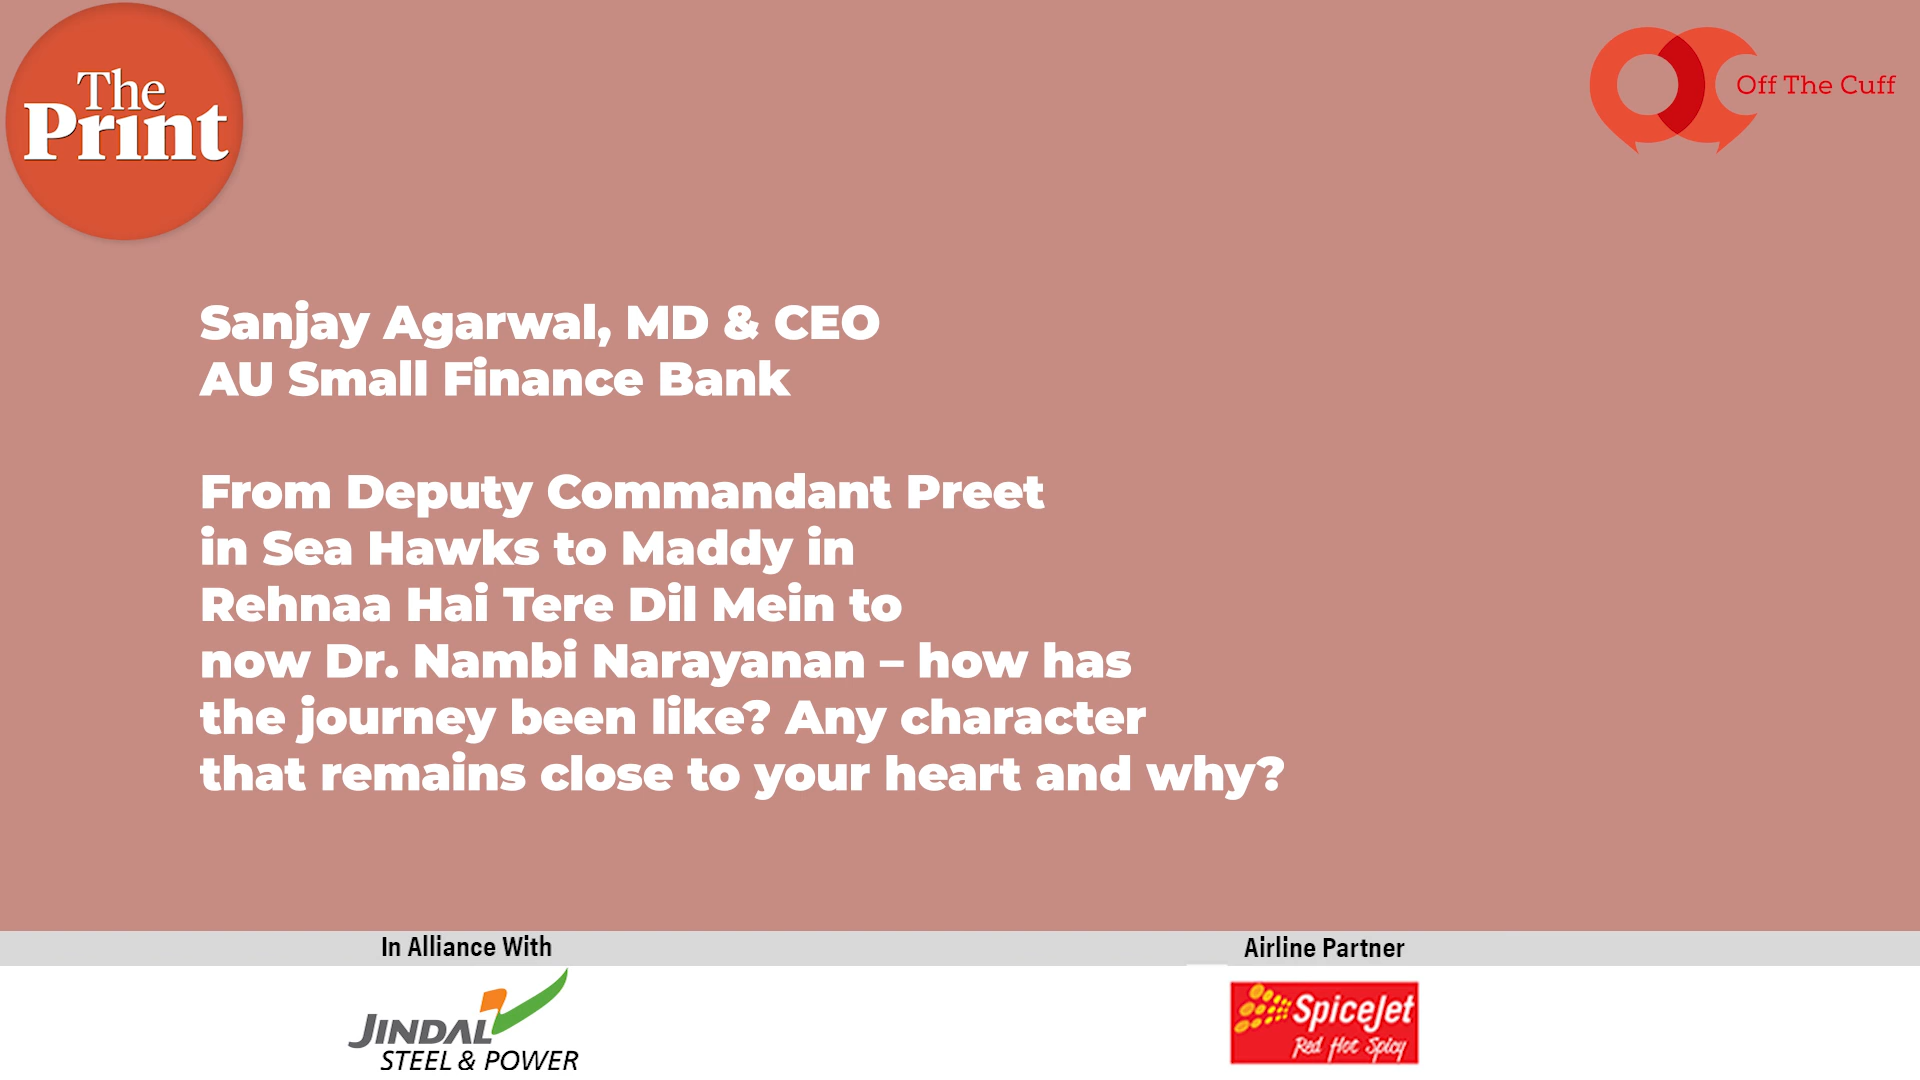 The
Print
Off The Cuff
Sanjay Agarwal, MD & CEO
AU Small Finance Bank
From Deputy Commandant Preet
in Sea Hawks to Maddy in
Rehnaa Hai Tere Dil Mein to
now Dr. Nambi Narayanan – how has
the journey been like? Any character
that remains close to your heart and why?
In Alliance With
Airline Partner
JINDAL
STEEL & POWER
SpiceJet
Red Hot Spicy